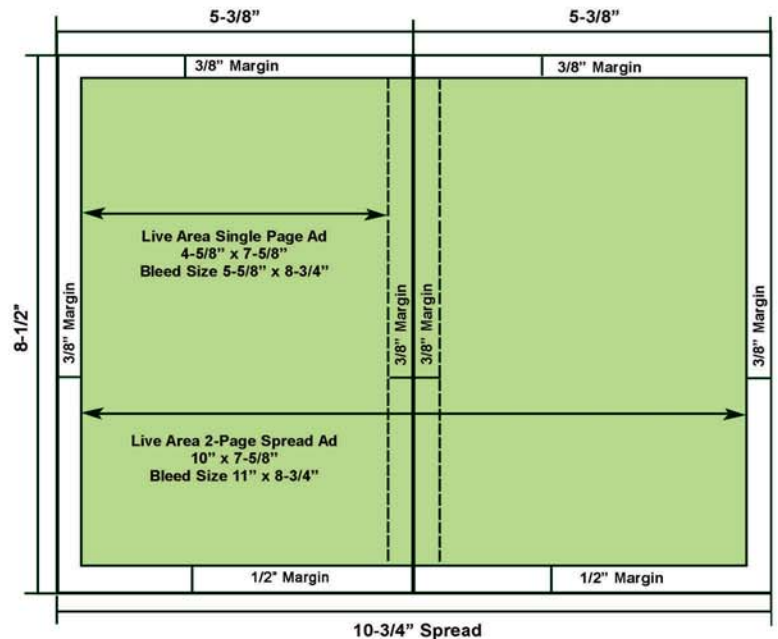 5-3/8” 5-3/8”
3/8” Margin 3/8” Margin
Live Area Single Page Ad
4-5/8” x 7-5/8”
Bleed Size 5-5/8” x 8-3/4”
8-1/2”
3/8” Margin
3/8” Margin
3/8” Margin
3/8” Margin
Live Area 2-Page Spread Ad
10” x 7-5/8”
Bleed Size 11” x 8-3/4”
1/2” Margin 1/2” Margin
10-3/4” Spread